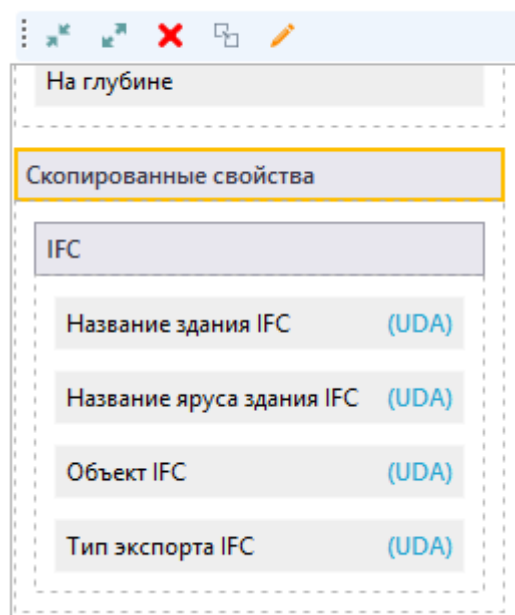 На глубине
Скопированные свойства
IFC
Название здания IFC (UDA)
Название яруса здания IFC (UDA)
Объект IFC (UDA)
Тип экспорта IFC (UDA)